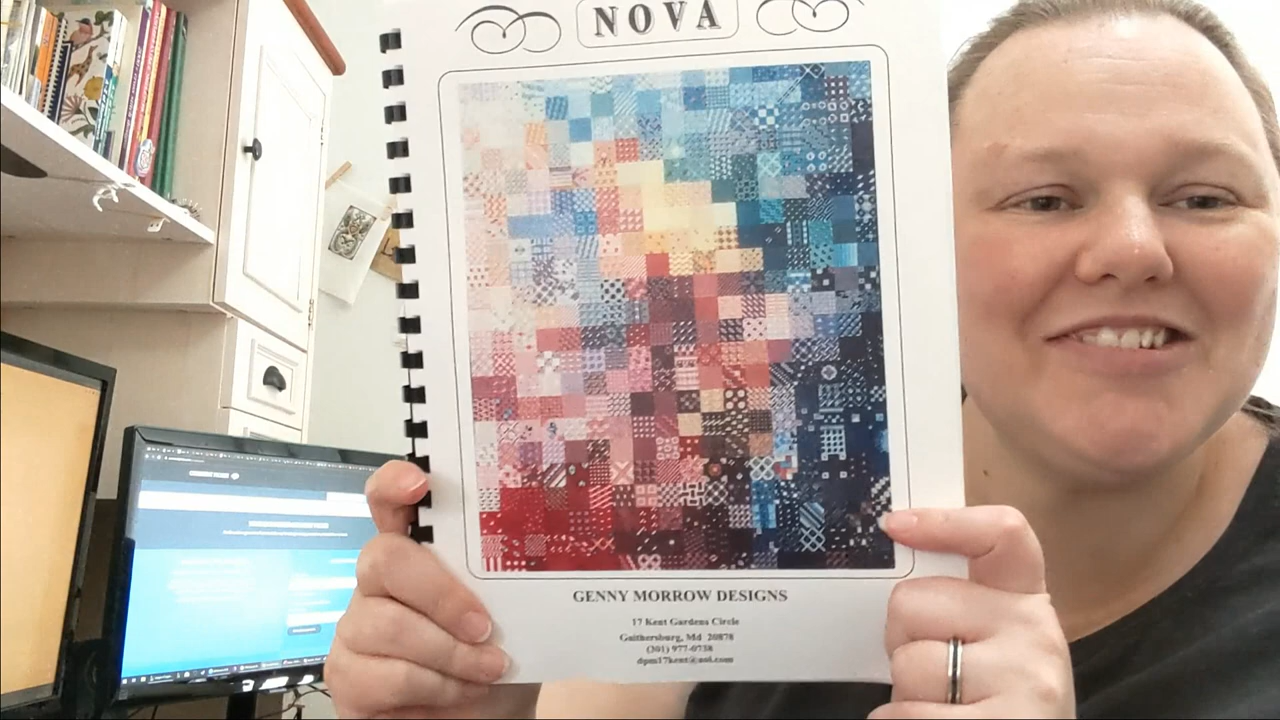 NOVA
GENNY MORROW DESIGNS
17 Kent Gardens Circle
Gaithersburg, Md 20878
(301) 977-0738
dpm17kent@aol.com